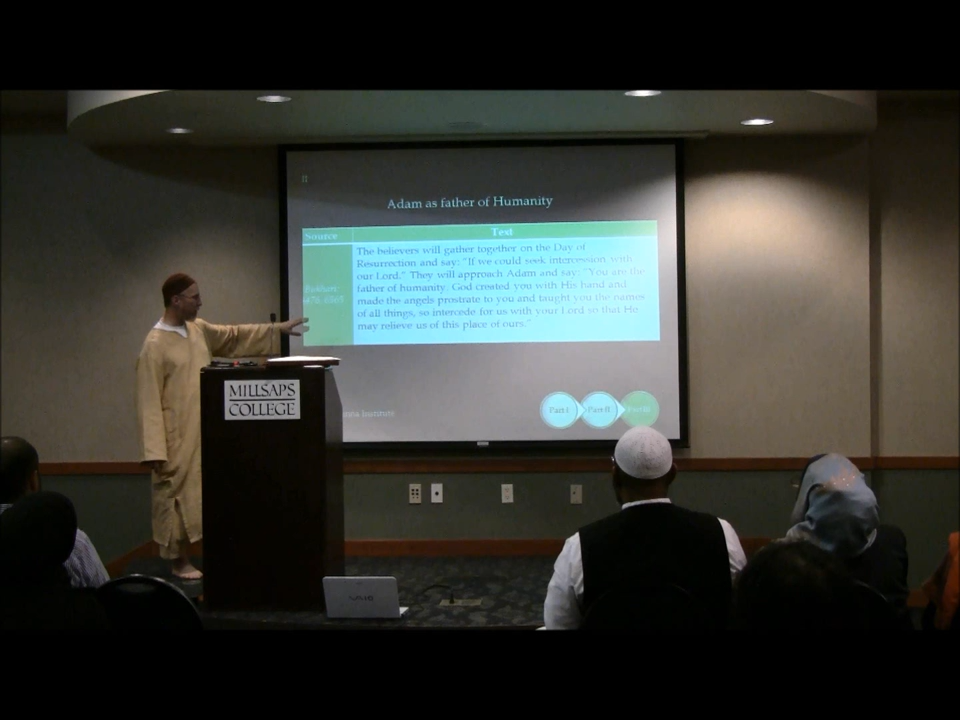 Adam as father of Humanity
Source
Text
The believers will gather together on the Day of
Resurrection and say: “If we could seek intercession with
our Lord.” They will approach Adam and say: “You are the
father of humanity. God created you with His hand and
made the angels prostrate to you and taught you the names
of all things, so intercede for us with your Lord so that He
may relieve us of this place of ours.”
Part I
Part II
Part III
Institute
MILLSAPS
COLLEGE
VAIO